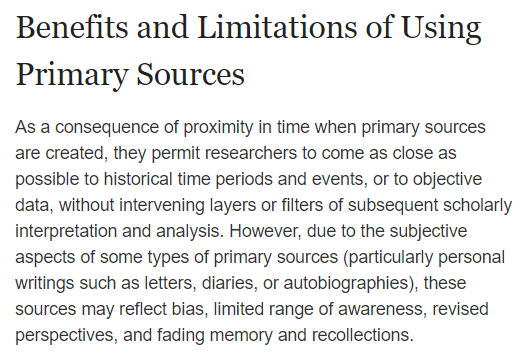 Benefits and Limitations of Using
Primary Sources
As a consequence of proximity in time when primary sources
are created, they permit researchers to come as close as
possible to historical time periods and events, or to objective
data, without intervening layers or filters of subsequent scholarly
interpretation and analysis. However, due to the subjective
aspects of some types of primary sources (particularly personal
writings such as letters, diaries, or autobiographies), these
sources may reflect bias, limited range of awareness, revised
perspectives, and fading memory and recollections.